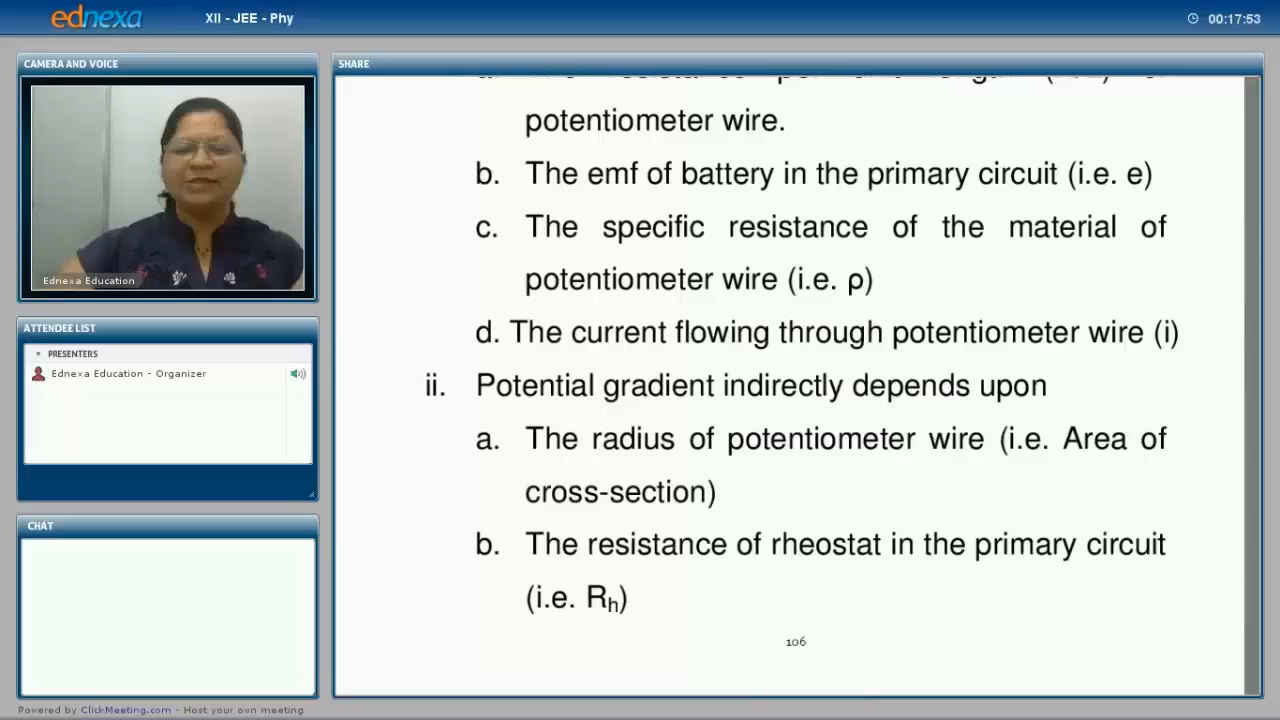 ednexa
XII - JEE - Phy
00:17:53
CAMERA AND VOICE
Ednexa Education
ATTENDEE LIST
PRESENTERS
Ednexa Education - Organizer
CHAT
SHARE
potentiometer wire.
b. The emf of battery in the primary circuit (i.e. e)
c. The specific resistance of the material of
potentiometer wire (i.e. ρ)
d. The current flowing through potentiometer wire (i)
ii. Potential gradient indirectly depends upon
a. The radius of potentiometer wire (i.e. Area of
cross-section)
b. The resistance of rheostat in the primary circuit
(i.e. Rₕ)
106
Powered by ClickMeeting.com - Host your own meeting